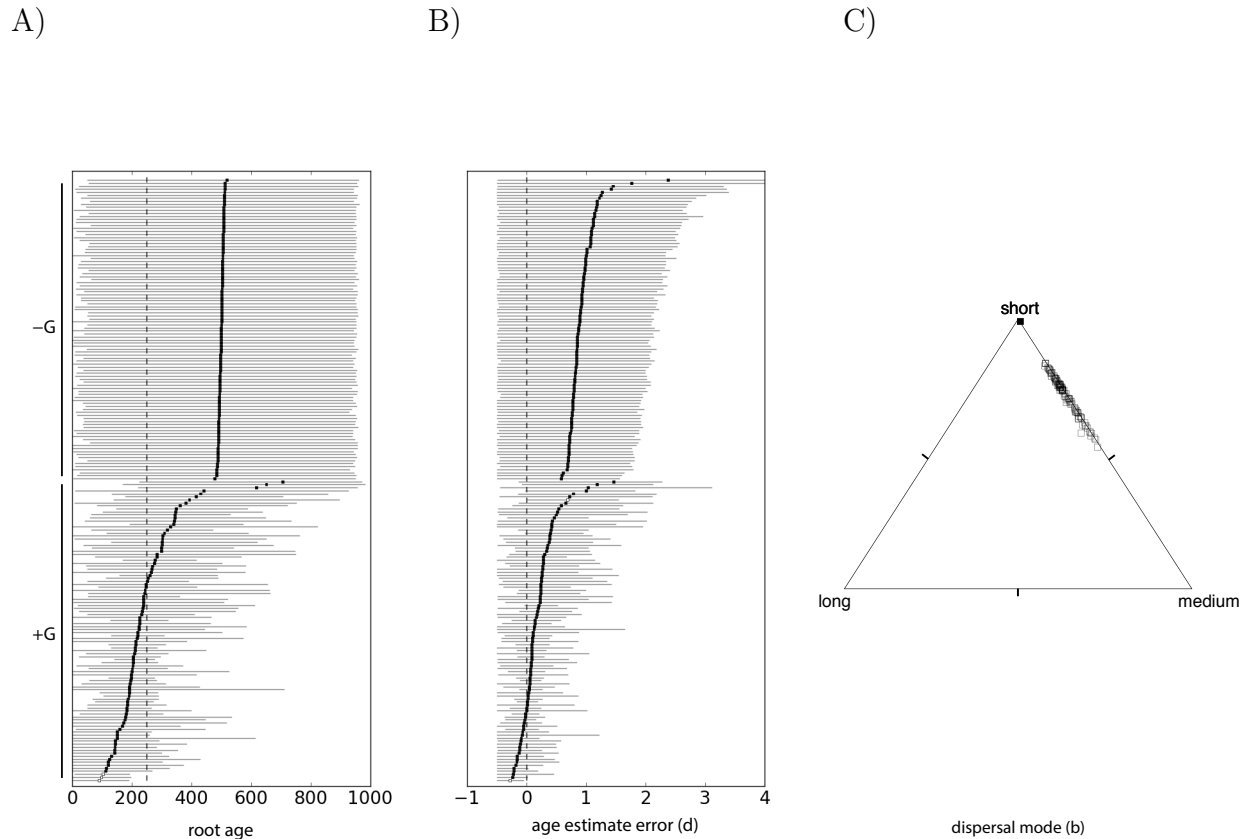 A)
B)
C)
−G
+G
0 200 400 600 800 1000
root age
−1 0 1 2 3 4
age estimate error (d)
short
long
medium
dispersal mode (b)